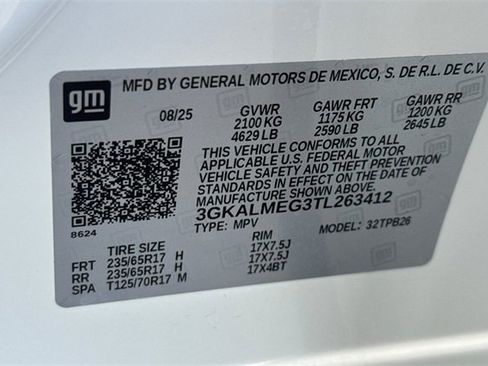 gm MFD BY GENERAL MOTORS DE MEXICO, S. DE R.L. DE C.V.
08/25 GVWR GAWR FRT GAWR RR
2100 KG 1175 KG 1200 KG
4629 LB 2590 LB 2645 LB
THIS VEHICLE CONFORMS TO ALL
APPLICABLE U.S. FEDERAL MOTOR
VEHICLE SAFETY AND THEFT PREVENTION
STANDARDS IN EFFECT ON THE DATE OF
MANUFACTURE SHOWN ABOVE.
3GKALMEG3TL263412
8624 TYPE: MPV MODEL: 32TPB26
TIRE SIZE RIM
FRT 235/65R17 H 17X7.5J
RR 235/65R17 H 17X7.5J
SPA T125/70R17 M 17X4BT